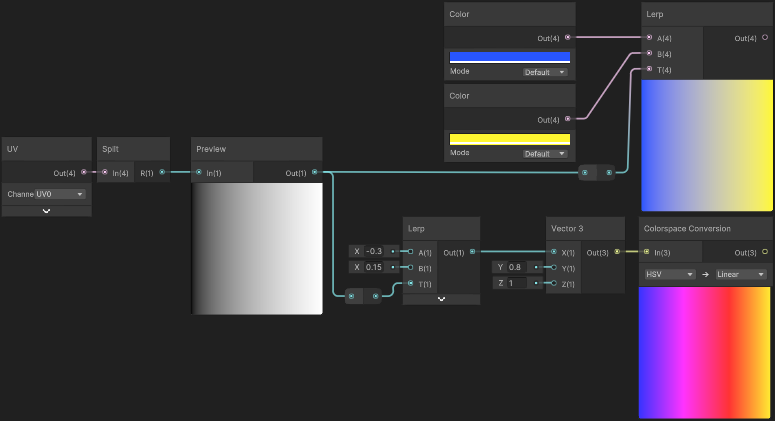 Color
Out(4)
Mode
Default
Color
Out(4)
Mode
Default
Lerp
A(4)
Out(4)
B(4)
T(4)
UV
Out(4)
Channe
UV0
Split
In(4)
R(1)
Preview
In(1)
Out(1)
Lerp
X -0.3
A(1)
Out(1)
X 0.15
B(1)
T(1)
Vector 3
X(1)
Out(3)
Y 0.8
Y(1)
Z 1
Z(1)
Colorspace Conversion
In(3)
Out(3)
HSV
Linear